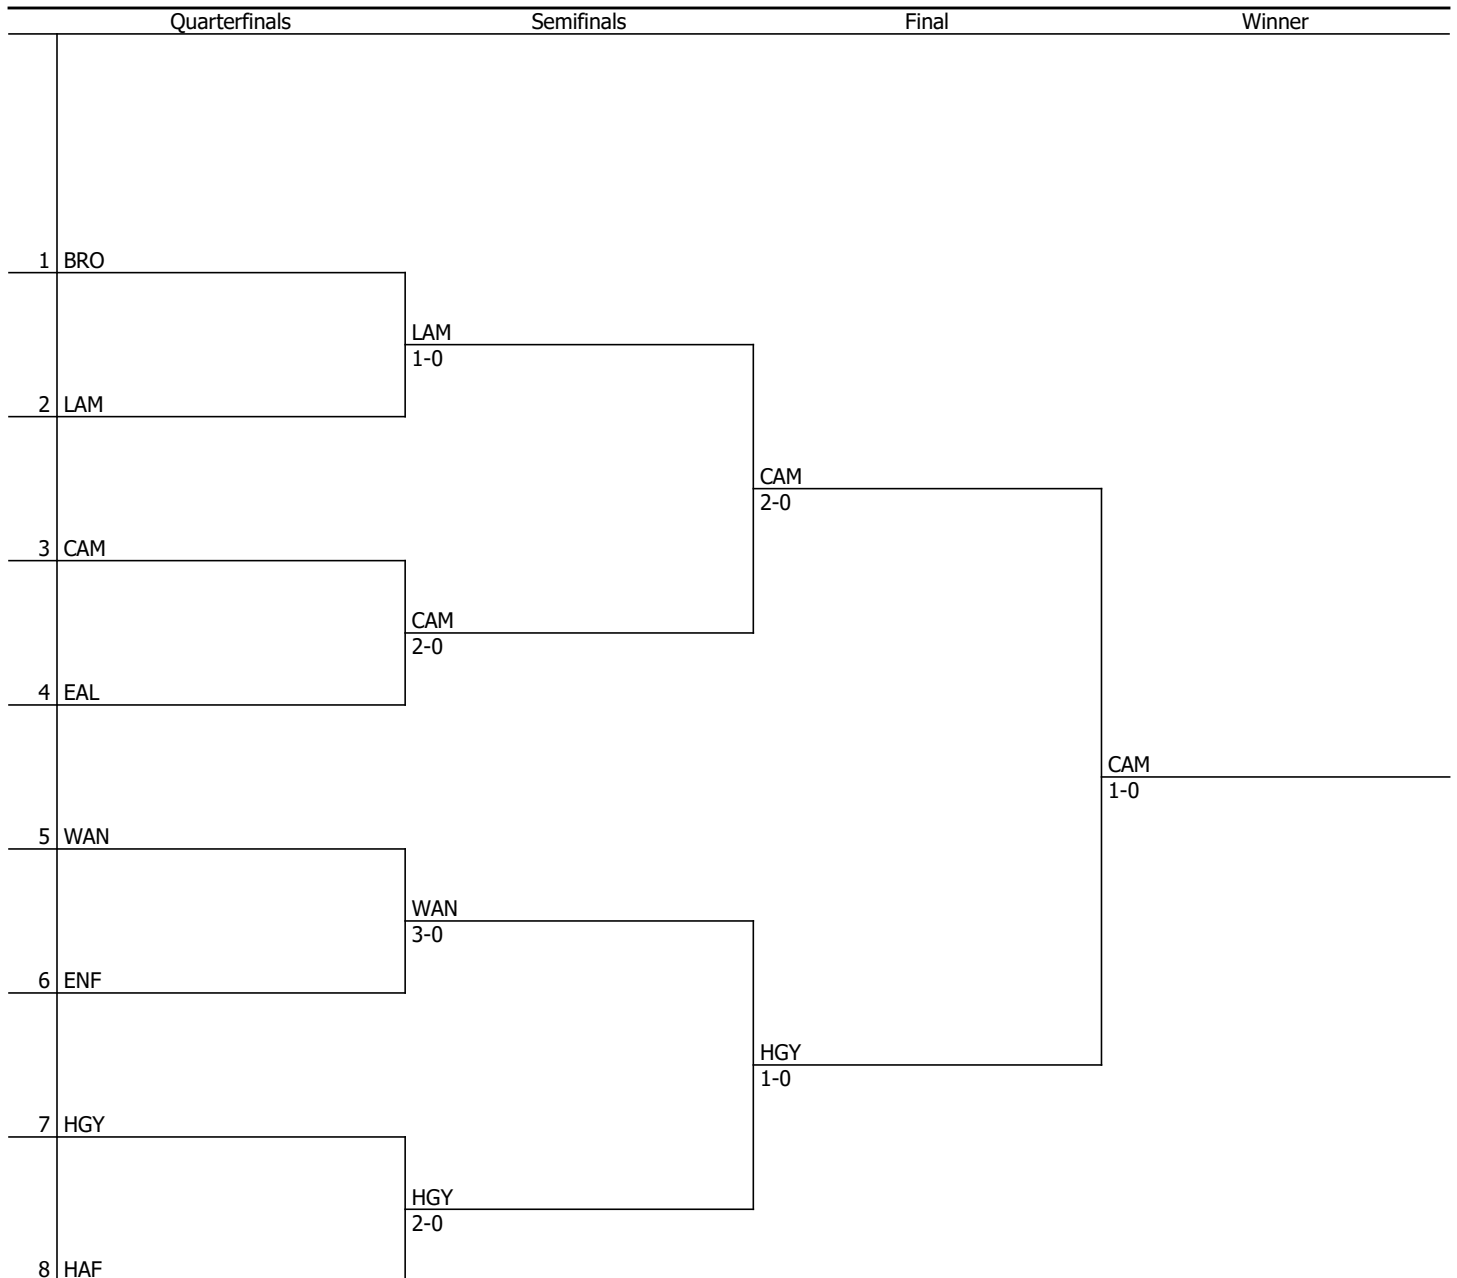 Quarterfinals Semifinals Final Winner
1 BRO
LAM
1-0
2 LAM
CAM
2-0
3 CAM
CAM
2-0
4 EAL
CAM
1-0
5 WAN
WAN
3-0
6 ENF
HGY
1-0
7 HGY
HGY
2-0
8 HAF